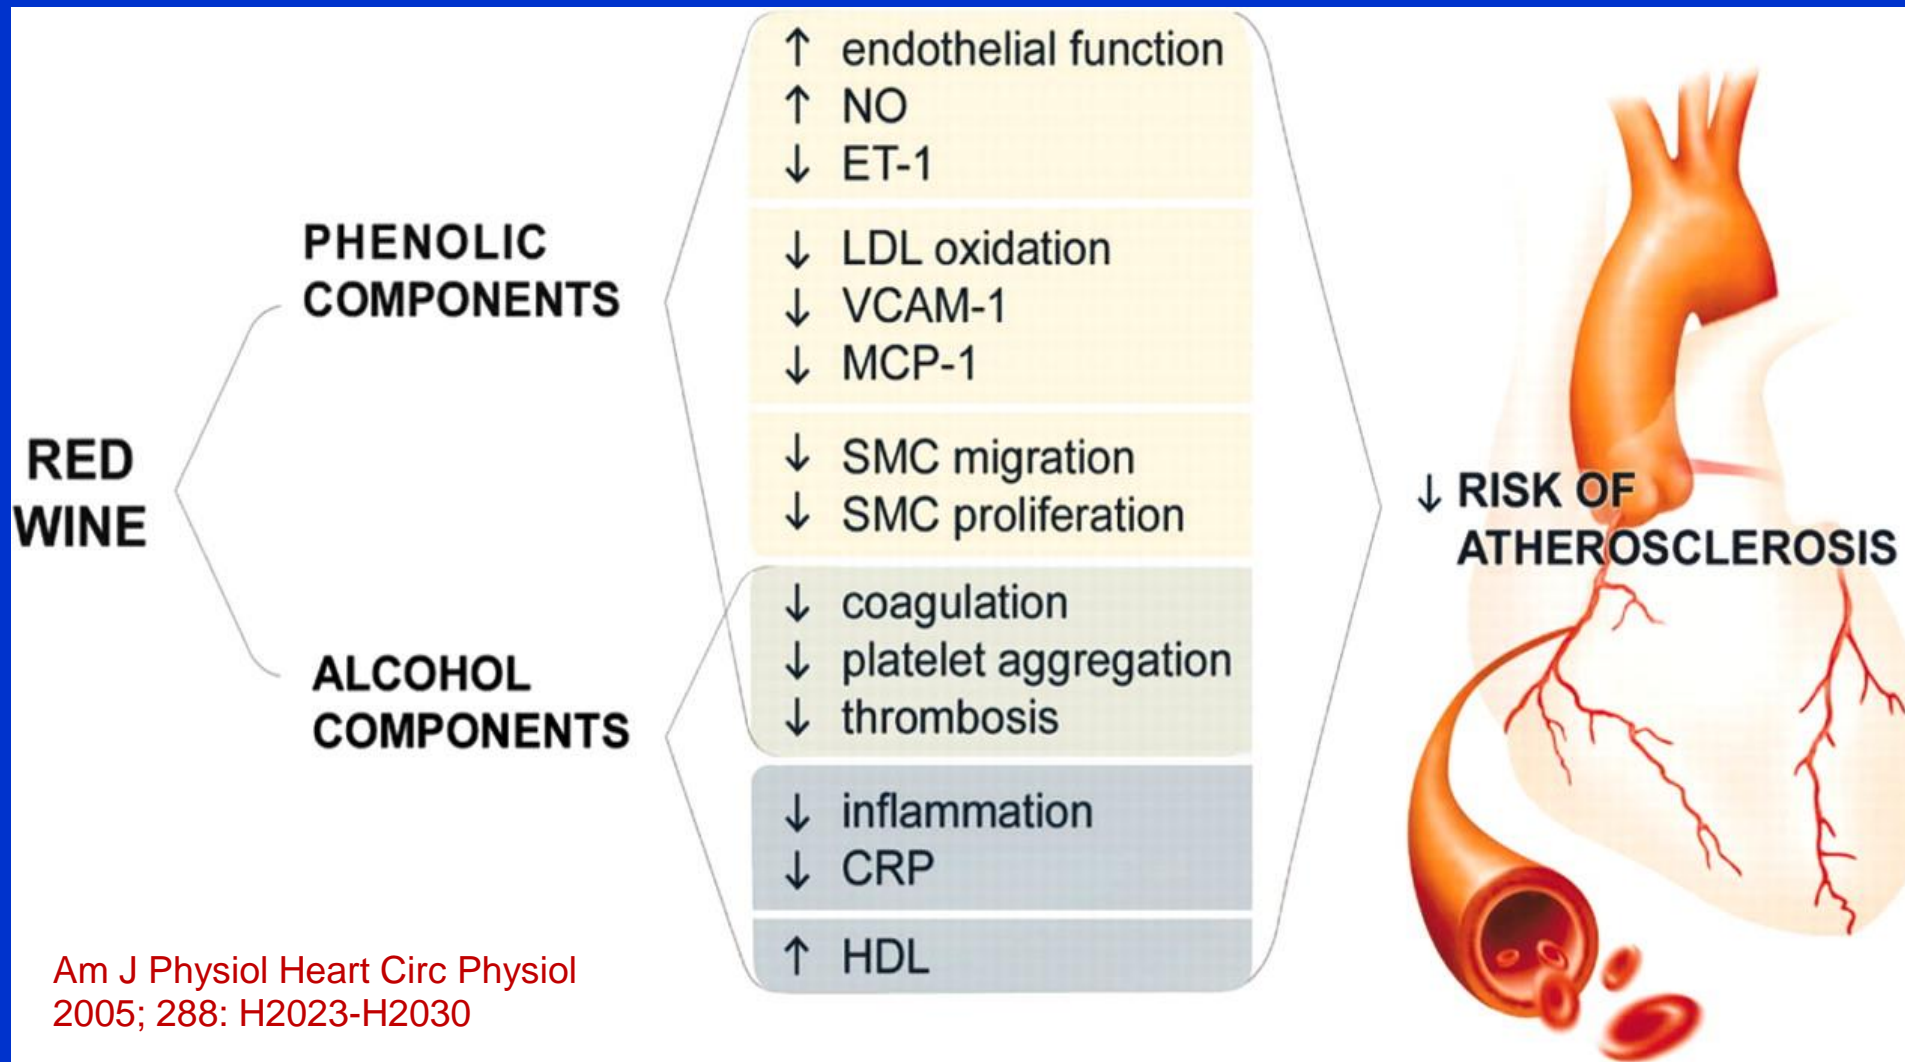 RED
WINE
PHENOLIC
COMPONENTS
ALCOHOL
COMPONENTS
↑ endothelial function
↑ NO
↓ ET-1
↓ LDL oxidation
↓ VCAM-1
↓ MCP-1
↓ SMC migration
↓ SMC proliferation
↓ coagulation
↓ platelet aggregation
↓ thrombosis
↓ inflammation
↓ CRP
↑ HDL
↓ RISK OF
ATHEROSCLEROSIS
Am J Physiol Heart Circ Physiol
2005; 288: H2023-H2030